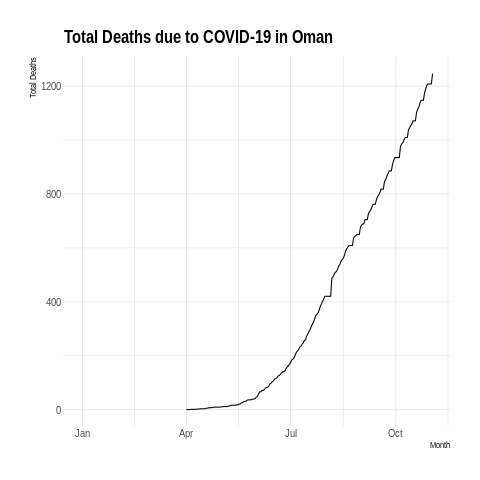 Total Deaths due to COVID-19 in Oman
Total Deaths
1200
800
400
0
Jan Apr Jul Oct
Month